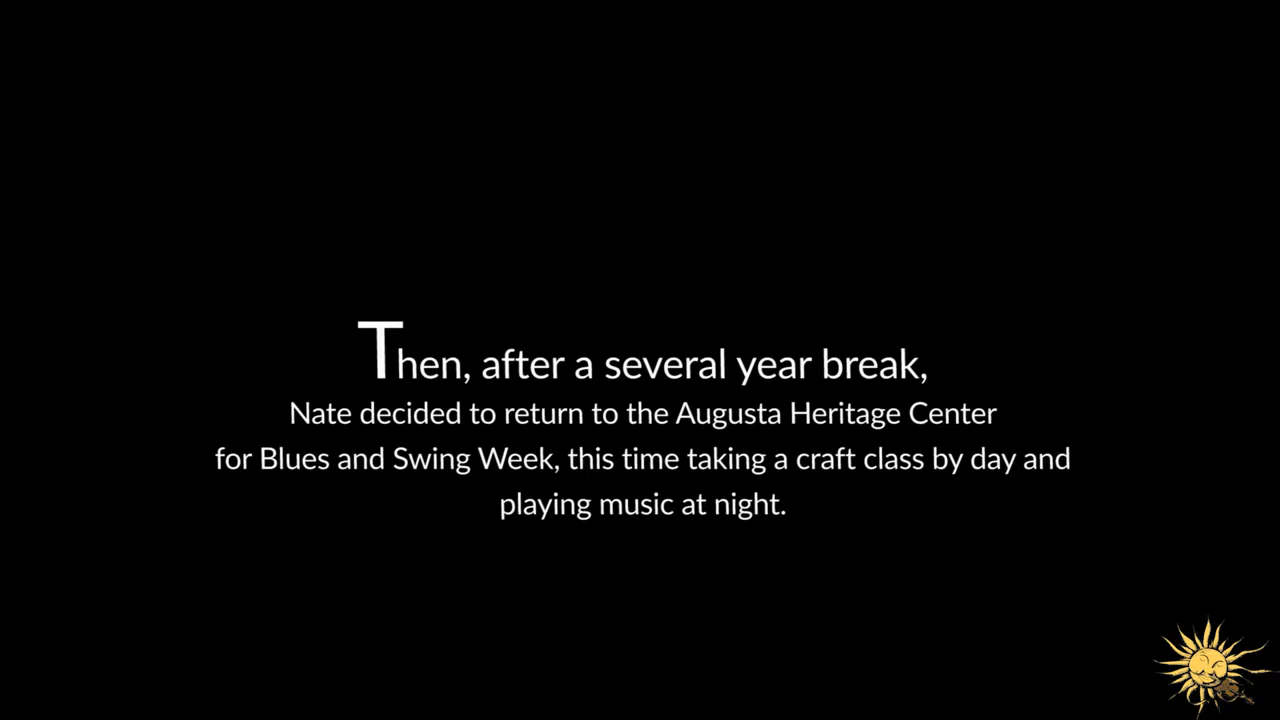 Then, after a several year break,
Nate decided to return to the Augusta Heritage Center
for Blues and Swing Week, this time taking a craft class by day and
playing music at night.